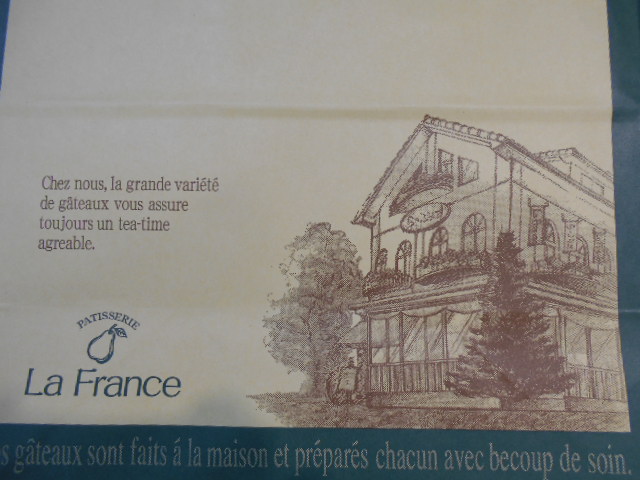 Chez nous, la grande variété
de gâteaux vous assure
toujours un tea-time
agreable.
PATISSERIE
La France
s gâteaux sont faits á la maison et préparés chacun avec becoup de soin.